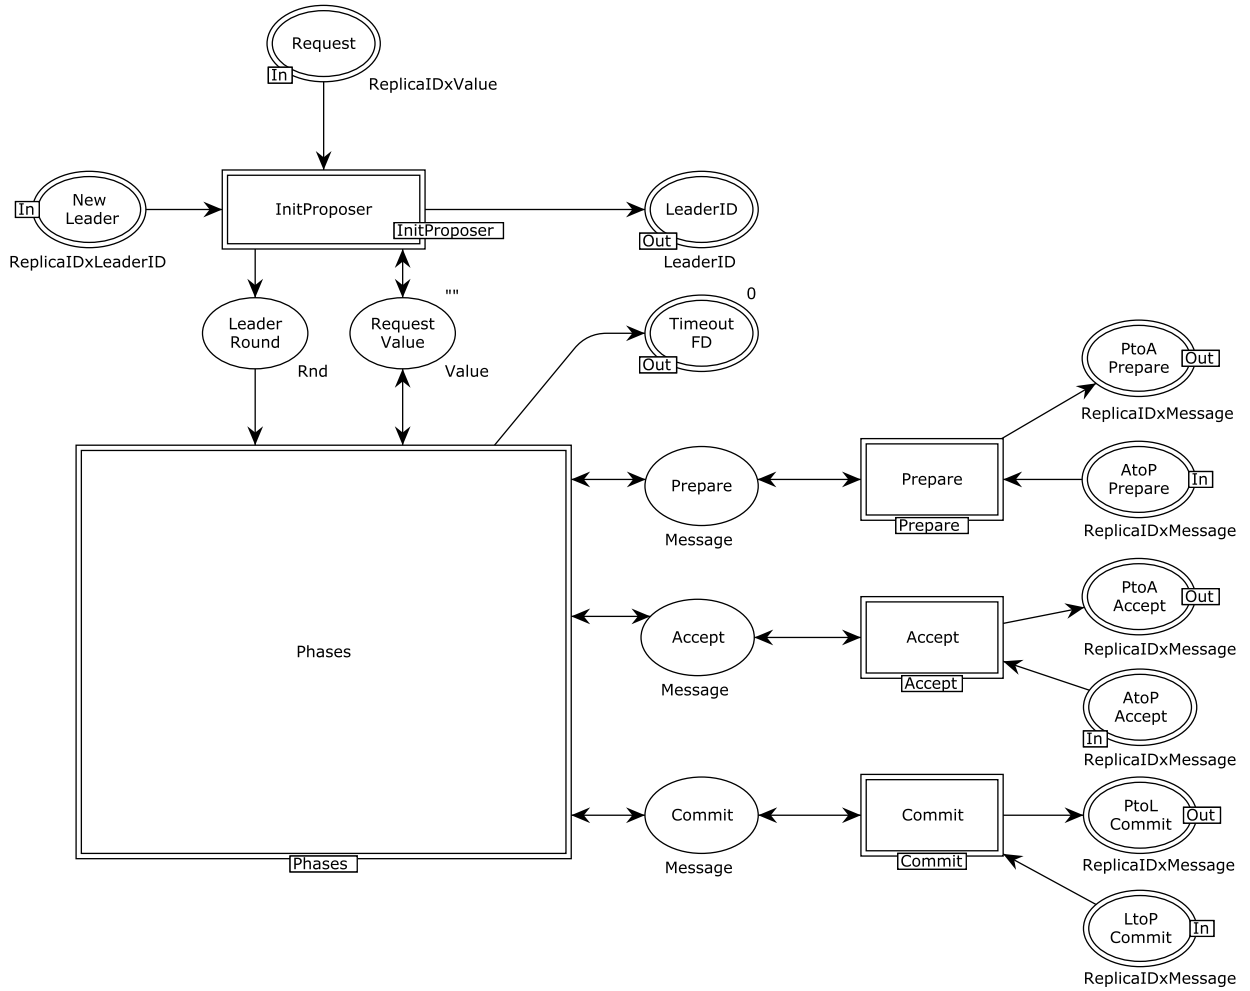 Request
In
ReplicaIDxValue
New
Leader
In
ReplicaIDxLeaderID
InitProposer
InitProposer
LeaderID
Out
LeaderID
Leader
Round
Rnd
""
Request
Value
Value
0
Timeout
FD
Out
PtoA
Prepare
Out
ReplicaIDxMessage
Prepare
Message
Prepare
Prepare
AtoP
Prepare
In
ReplicaIDxMessage
Phases
Phases
Accept
Message
Accept
Accept
PtoA
Accept
Out
ReplicaIDxMessage
AtoP
Accept
In
ReplicaIDxMessage
Commit
Message
Commit
Commit
PtoL
Commit
Out
ReplicaIDxMessage
LtoP
Commit
In
ReplicaIDxMessage